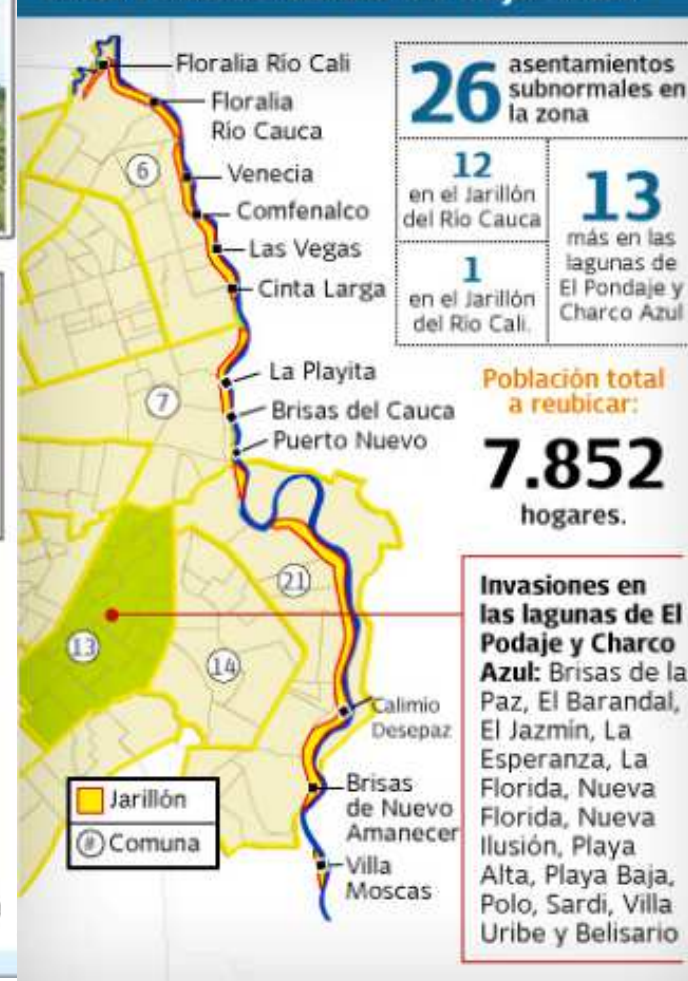 Floralia Río Cali
Floralia
Río Cauca
Venecia
Comfenalco
Las Vegas
Cinta Larga
La Playita
Brisas del Cauca
Puerto Nuevo
Calimio
Desepaz
Brisas
de Nuevo
Amanecer
Villa
Moscas
6
7
21
13
14
Jarillón
# Comuna
26 asentamientos
subnormales en
la zona
12
en el Jarillón
del Río Cauca
1
en el Jarillón
del Río Cali.
13
más en las
lagunas de
El Pondaje y
Charco Azul
Población total
a reubicar:
7.852
hogares.
Invasiones en
las lagunas de El
Podaje y Charco
Azul: Brisas de la
Paz, El Barandal,
El Jazmín, La
Esperanza, La
Florida, Nueva
Florida, Nueva
Ilusión, Playa
Alta, Playa Baja,
Polo, Sardi, Villa
Uribe y Belisario